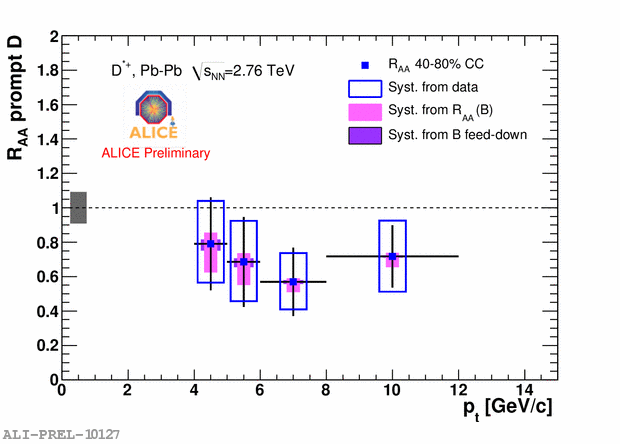 R_AA prompt D
2
1.8
1.6
1.4
1.2
1
0.8
0.6
0.4
0.2
0
D*+, Pb-Pb √s_NN=2.76 TeV
ALICE
ALICE Preliminary
R_AA 40-80% CC
Syst. from data
Syst. from R_AA(B)
Syst. from B feed-down
0 2 4 6 8 10 12 14
p_t [GeV/c]
ALI-PREL-10127